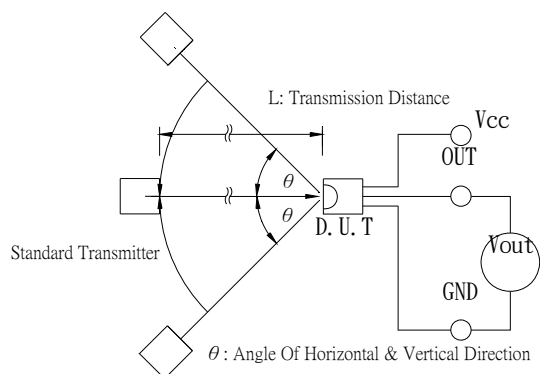 L: Transmission Distance
Vcc
OUT
θ
θ
D.U.T
Standard Transmitter
Vout
GND
θ : Angle Of Horizontal & Vertical Direction